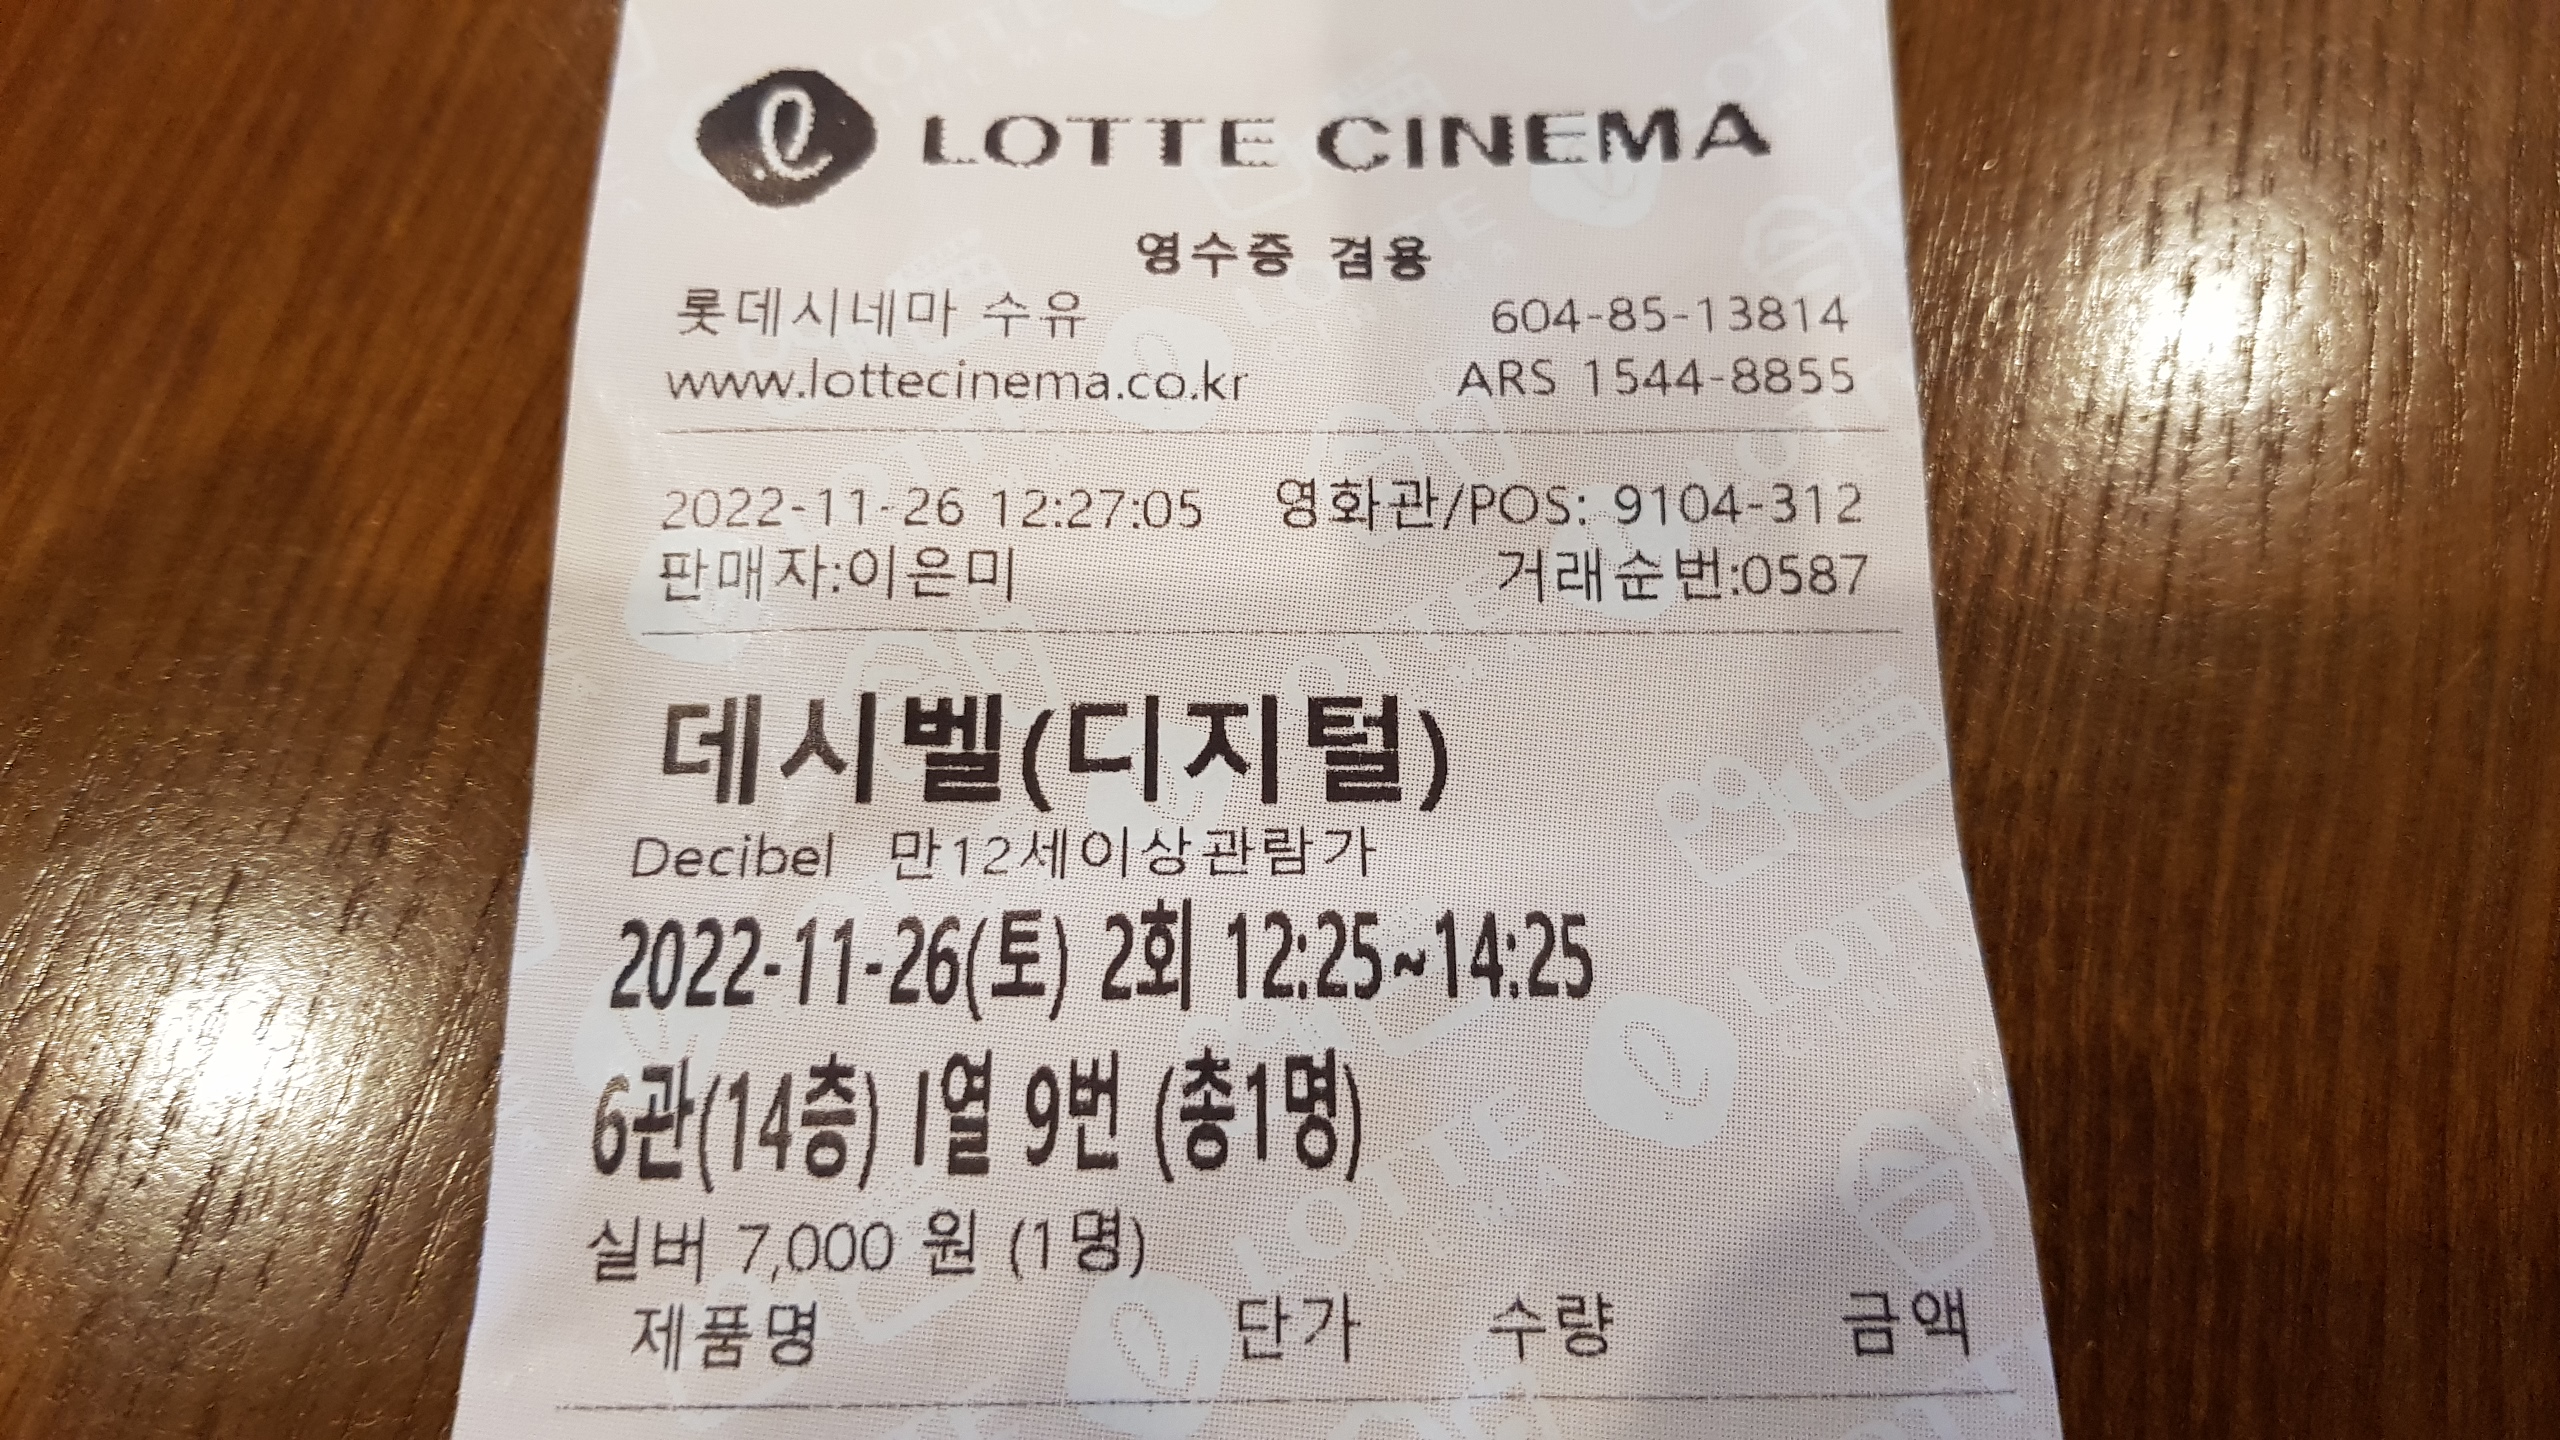 LOTTE CINEMA
영수증 겸용
롯데시네마 수유 604-85-13814
www.lottecinema.co.kr ARS 1544-8855
2022-11-26 12:27:05 영화관/POS: 9104-312
판매자:이은미 거래순번:0587
데시벨(디지털)
Decibel 만12세이상관람가
2022-11-26(토) 2회 12:25~14:25
6관(14층) I열 9번 (총1명)
실버 7,000 원 (1명)
제품명 단가 수량 금액